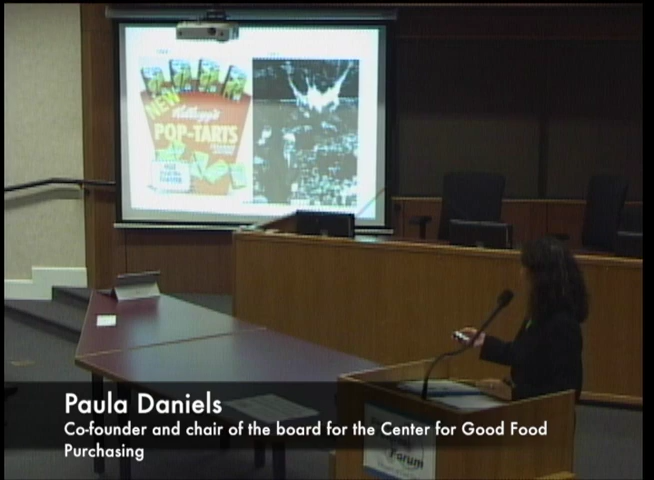 NEW
Kellogg's
POP-TARTS
Paula Daniels
Co-founder and chair of the board for the Center for Good Food
Purchasing
Forum